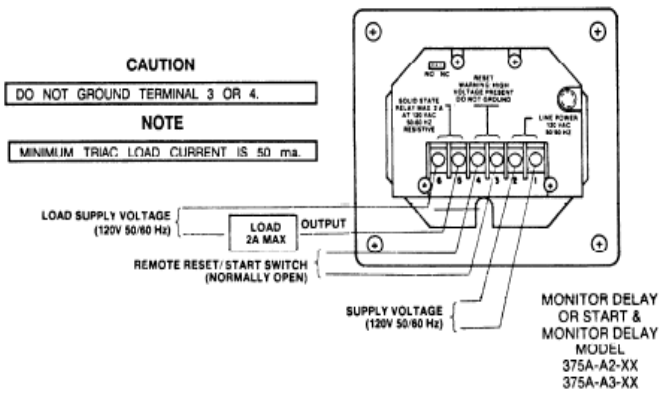 CAUTION
DO NOT GROUND TERMINAL 3 OR 4.
NOTE
MINIMUM TRIAC LOAD CURRENT IS 50 ma.
NO NC
RESET
WARNING: HIGH
VOLTAGE PRESENT
DO NOT GROUND
SOLID STATE
RELAY MAX 2 A
AT 120 VAC
50/60 HZ
RESISTIVE
LINE POWER
120 VAC
50/60 HZ
6 5 4 3 2 1
LOAD SUPPLY VOLTAGE
(120V 50/60 Hz)
LOAD
2A MAX
OUTPUT
REMOTE RESET/START SWITCH
(NORMALLY OPEN)
SUPPLY VOLTAGE
(120V 50/60 Hz)
MONITOR DELAY
OR START &
MONITOR DELAY
MODEL
375A-A2-XX
375A-A3-XX